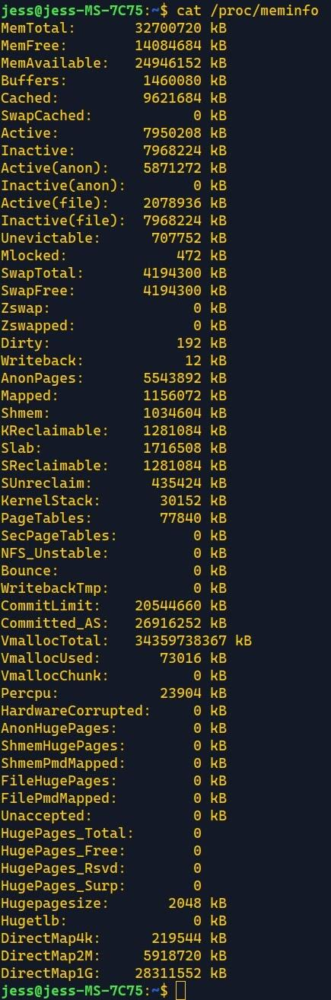 jess@jess-MS-7C75:~$ cat /proc/meminfo
MemTotal:       32700720 kB
MemFree:        14084684 kB
MemAvailable:   24946152 kB
Buffers:         1460080 kB
Cached:          9621684 kB
SwapCached:            0 kB
Active:          7950208 kB
Inactive:        7968224 kB
Active(anon):    5871272 kB
Inactive(anon):        0 kB
Active(file):    2078936 kB
Inactive(file):  7968224 kB
Unevictable:      707752 kB
Mlocked:             472 kB
SwapTotal:       4194300 kB
SwapFree:        4194300 kB
Zswap:                 0 kB
Zswapped:              0 kB
Dirty:               192 kB
Writeback:            12 kB
AnonPages:       5543892 kB
Mapped:          1156072 kB
Shmem:           1034604 kB
KReclaimable:    1281084 kB
Slab:            1716508 kB
SReclaimable:    1281084 kB
SUnreclaim:       435424 kB
KernelStack:       30152 kB
PageTables:        77840 kB
SecPageTables:         0 kB
NFS_Unstable:          0 kB
Bounce:                0 kB
WritebackTmp:          0 kB
CommitLimit:    20544660 kB
Committed_AS:   26916252 kB
VmallocTotal:   34359738367 kB
VmallocUsed:       73016 kB
VmallocChunk:          0 kB
Percpu:            23904 kB
HardwareCorrupted:     0 kB
AnonHugePages:         0 kB
ShmemHugePages:        0 kB
ShmemPmdMapped:        0 kB
FileHugePages:         0 kB
FilePmdMapped:         0 kB
Unaccepted:            0 kB
HugePages_Total:       0
HugePages_Free:        0
HugePages_Rsvd:        0
HugePages_Surp:        0
Hugepagesize:       2048 kB
Hugetlb:               0 kB
DirectMap4k:      219544 kB
DirectMap2M:     5918720 kB
DirectMap1G:    28311552 kB
jess@jess-MS-7C75:~$